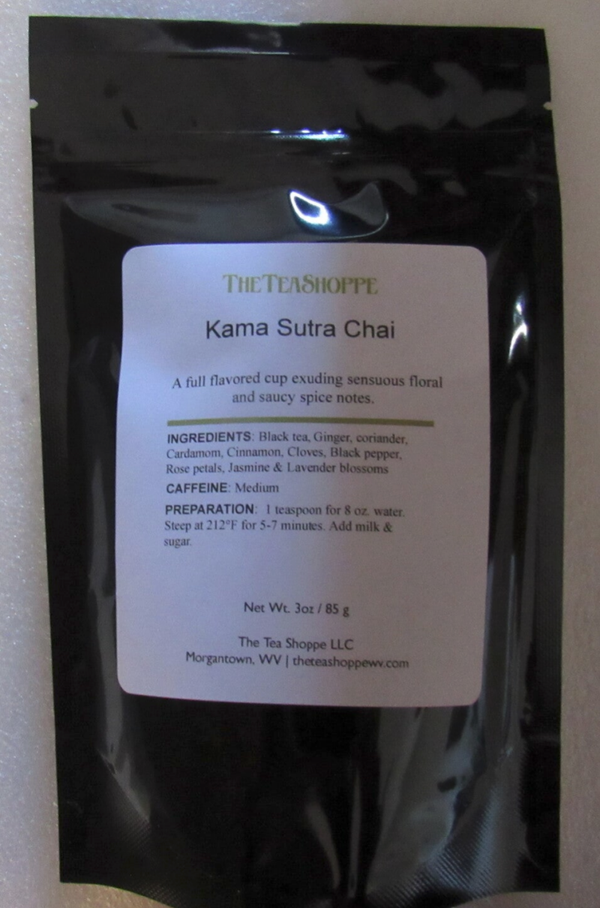 THE TEA SHOPPE
Kama Sutra Chai
A full flavored cup exuding sensuous floral
and saucy spice notes.
INGREDIENTS: Black tea, Ginger, coriander,
Cardamom, Cinnamon, Cloves, Black pepper,
Rose petals, Jasmine & Lavender blossoms
CAFFEINE: Medium
PREPARATION: 1 teaspoon for 8 oz. water.
Steep at 212°F for 5-7 minutes. Add milk &
sugar.
Net Wt. 3oz / 85 g
The Tea Shoppe LLC
Morgantown, WV | theteashoppewv.com